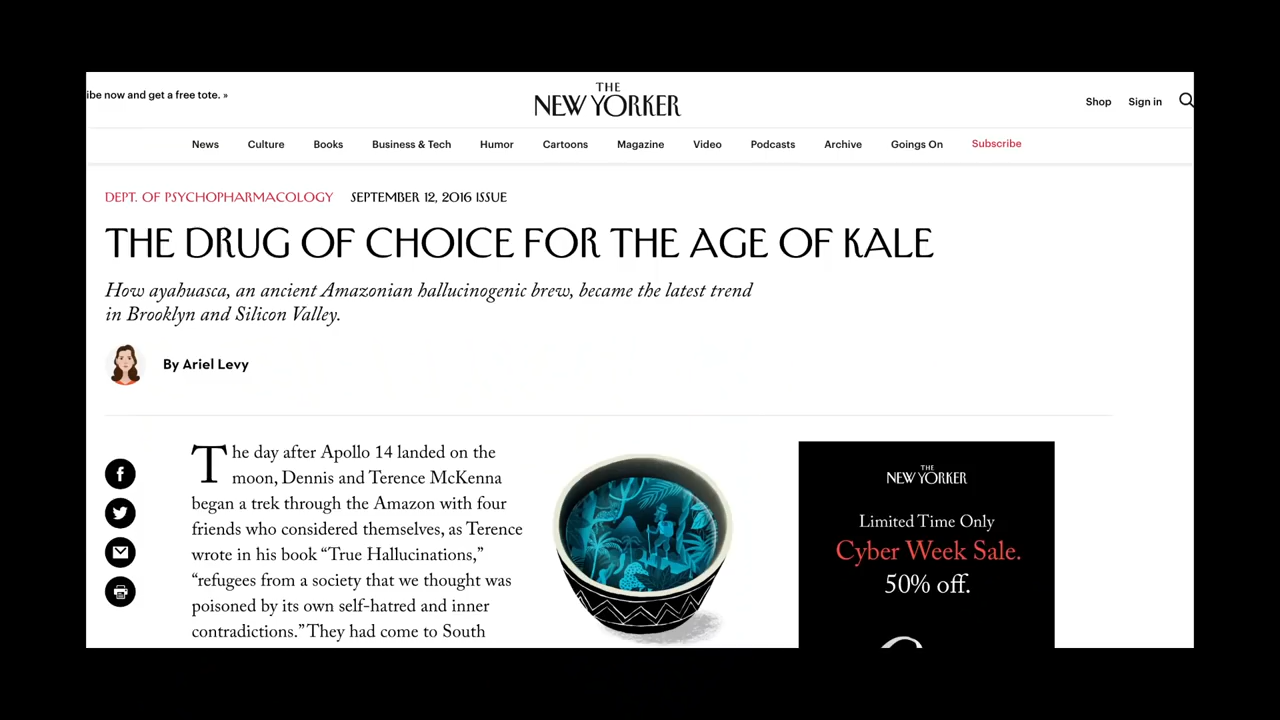 ibe now and get a free tote. »
THE
NEW YORKER
Shop Sign in
News Culture Books Business & Tech Humor Cartoons Magazine Video Podcasts Archive Goings On Subscribe
DEPT. OF PSYCHOPHARMACOLOGY SEPTEMBER 12, 2016 ISSUE
THE DRUG OF CHOICE FOR THE AGE OF KALE
How ayahuasca, an ancient Amazonian hallucinogenic brew, became the latest trend
in Brooklyn and Silicon Valley.
By Ariel Levy
The day after Apollo 14 landed on the
moon, Dennis and Terence McKenna
began a trek through the Amazon with four
friends who considered themselves, as Terence
wrote in his book “True Hallucinations,”
“refugees from a society that we thought was
poisoned by its own self-hatred and inner
contradictions.” They had come to South
THE
NEW YORKER
Limited Time Only
Cyber Week Sale.
50% off.